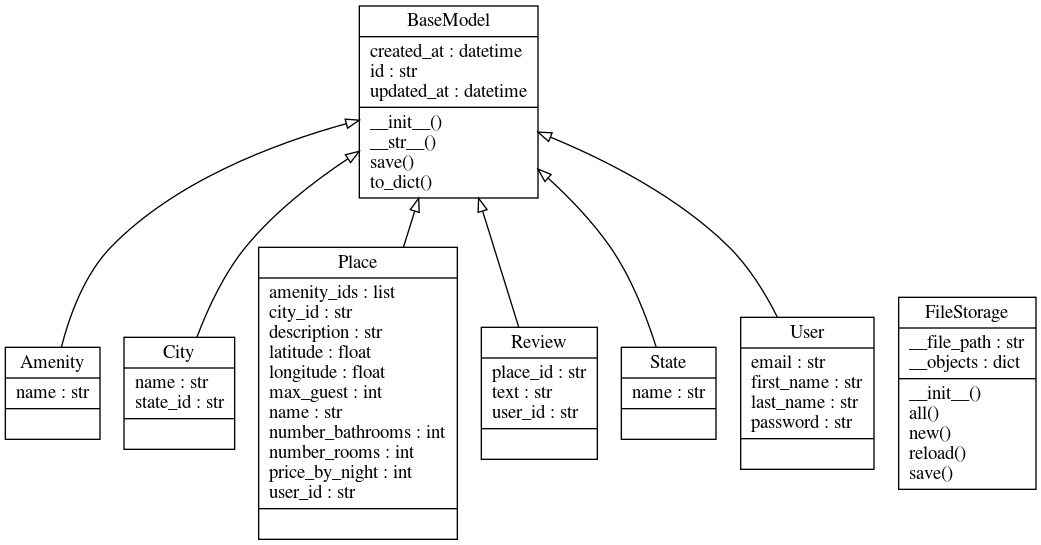 BaseModel
created_at : datetime
id : str
updated_at : datetime
__init__()
__str__()
save()
to_dict()
Amenity
name : str
City
name : str
state_id : str
Place
amenity_ids : list
city_id : str
description : str
latitude : float
longitude : float
max_guest : int
name : str
number_bathrooms : int
number_rooms : int
price_by_night : int
user_id : str
Review
place_id : str
text : str
user_id : str
State
name : str
User
email : str
first_name : str
last_name : str
password : str
FileStorage
__file_path : str
__objects : dict
__init__()
all()
new()
reload()
save()